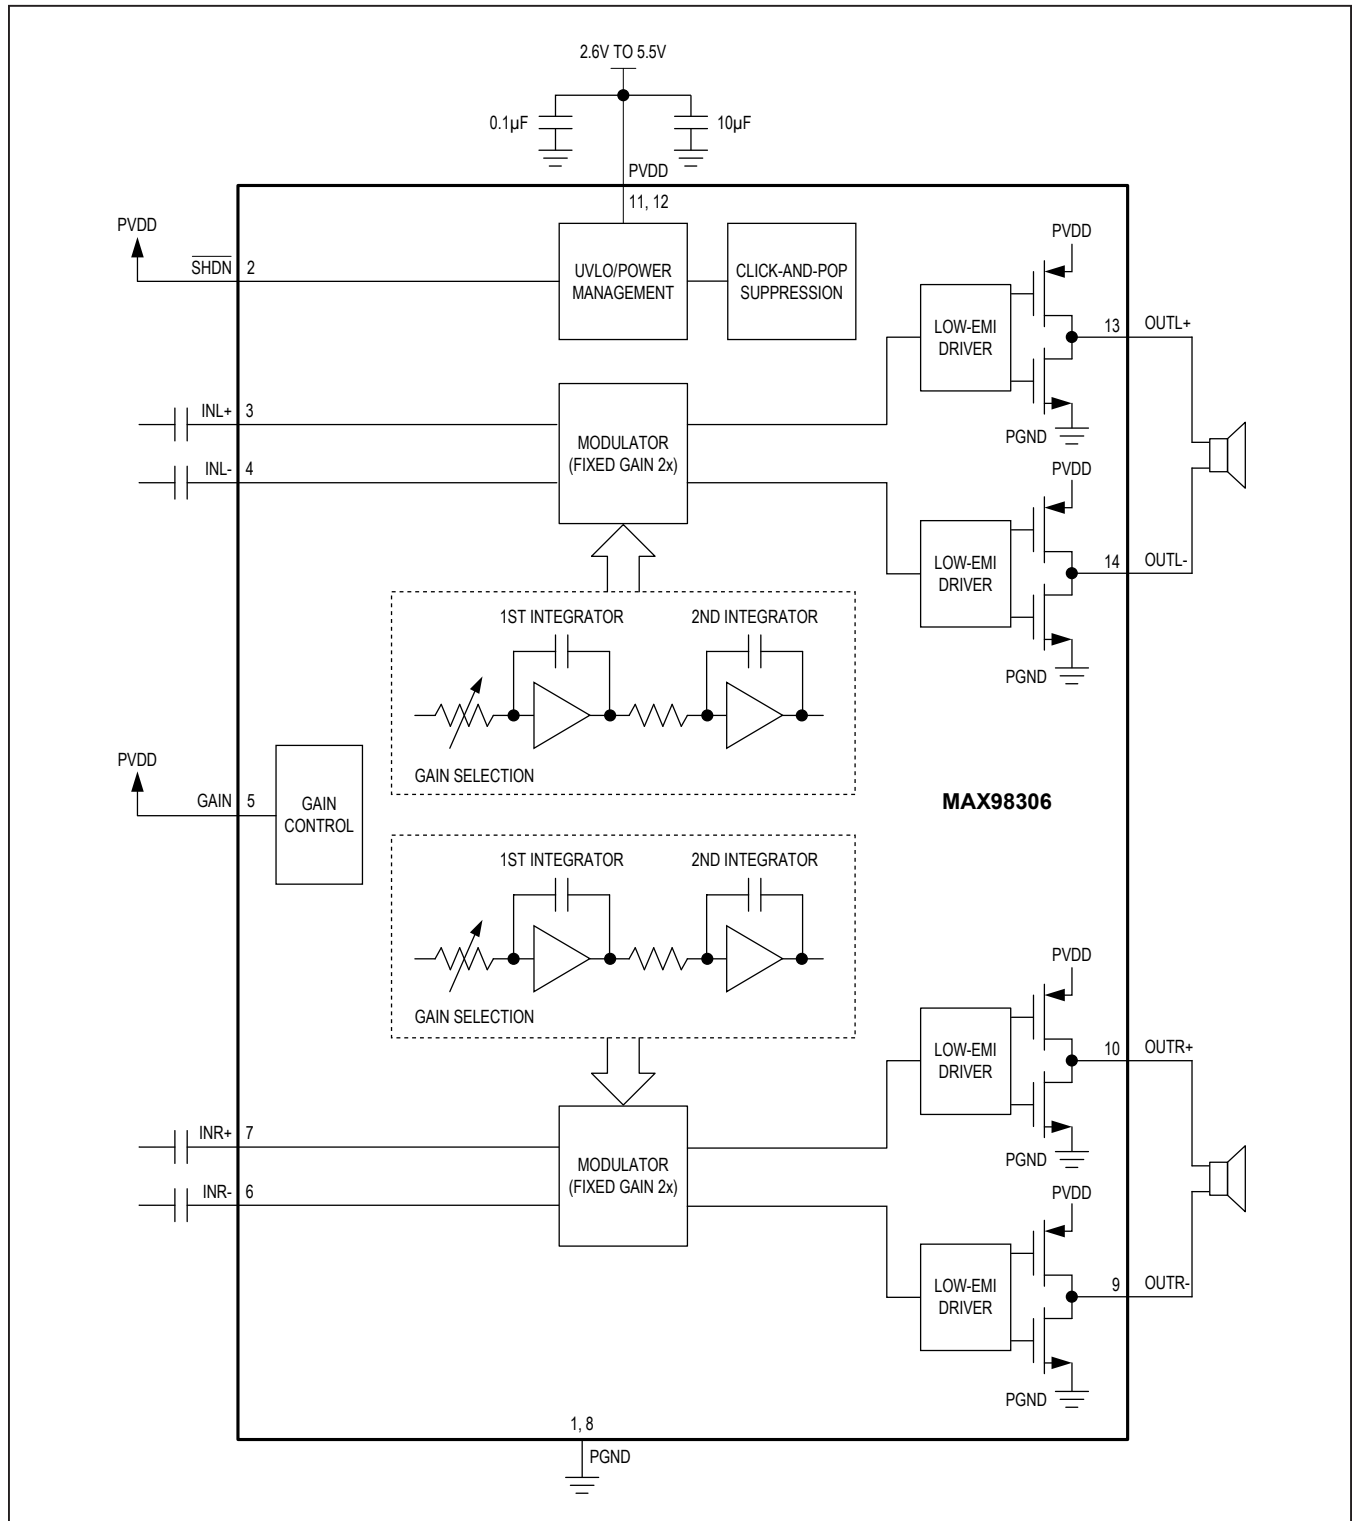 2.6V TO 5.5V
0.1µF
10µF
PVDD
11, 12
PVDD
SHDN
2
UVLO/POWER
MANAGEMENT
CLICK-AND-POP
SUPPRESSION
PVDD
LOW-EMI
DRIVER
13
OUTL+
PGND
INL+
3
INL-
4
MODULATOR
(FIXED GAIN 2x)
PVDD
LOW-EMI
DRIVER
14
OUTL-
PGND
1ST INTEGRATOR
2ND INTEGRATOR
GAIN SELECTION
PVDD
GAIN
5
GAIN
CONTROL
MAX98306
1ST INTEGRATOR
2ND INTEGRATOR
GAIN SELECTION
PVDD
LOW-EMI
DRIVER
10
OUTR+
PGND
INR+
7
INR-
6
MODULATOR
(FIXED GAIN 2x)
PVDD
LOW-EMI
DRIVER
9
OUTR-
PGND
1, 8
PGND